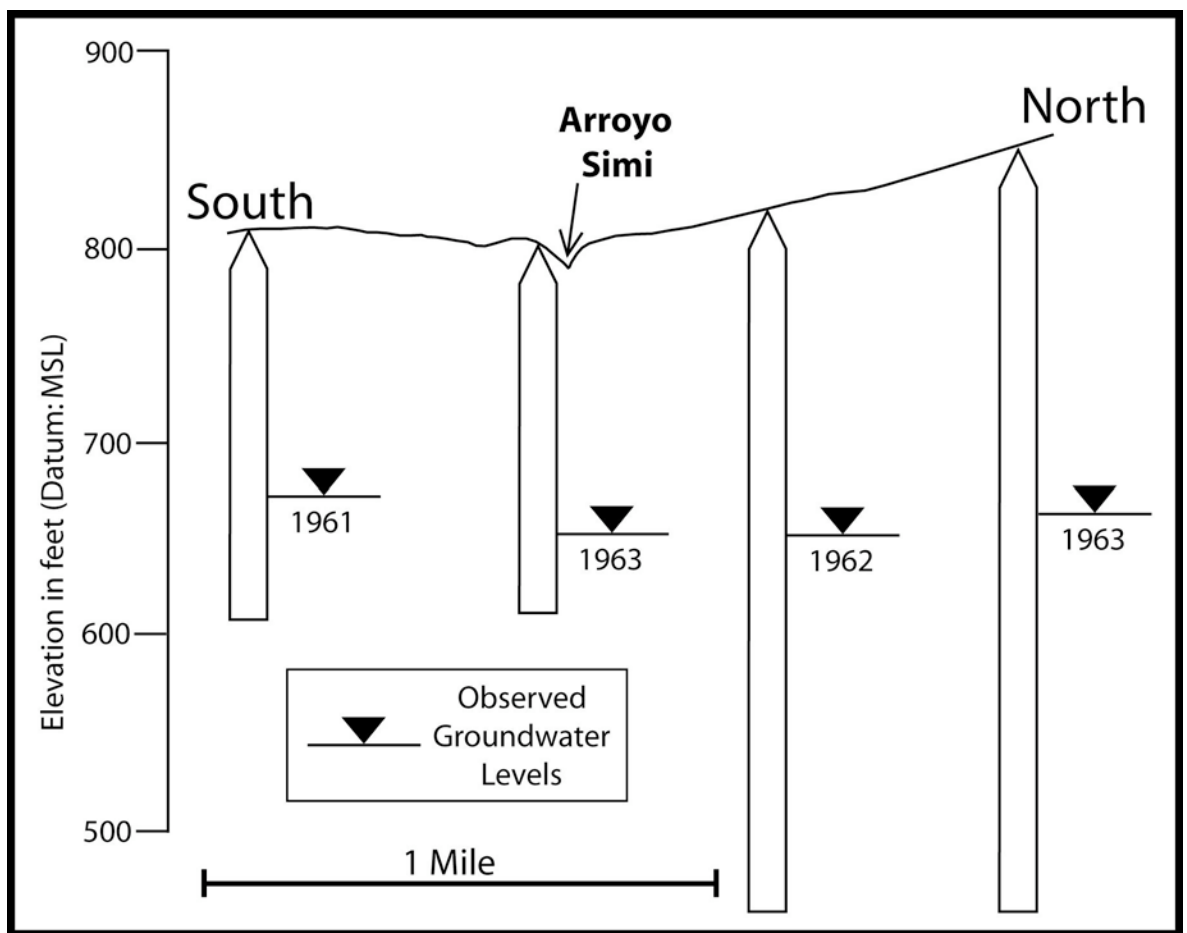 900
800
700
600
500
Elevation in feet (Datum: MSL)
South
Arroyo
Simi
North
1961
1963
1962
1963
Observed
Groundwater
Levels
1 Mile